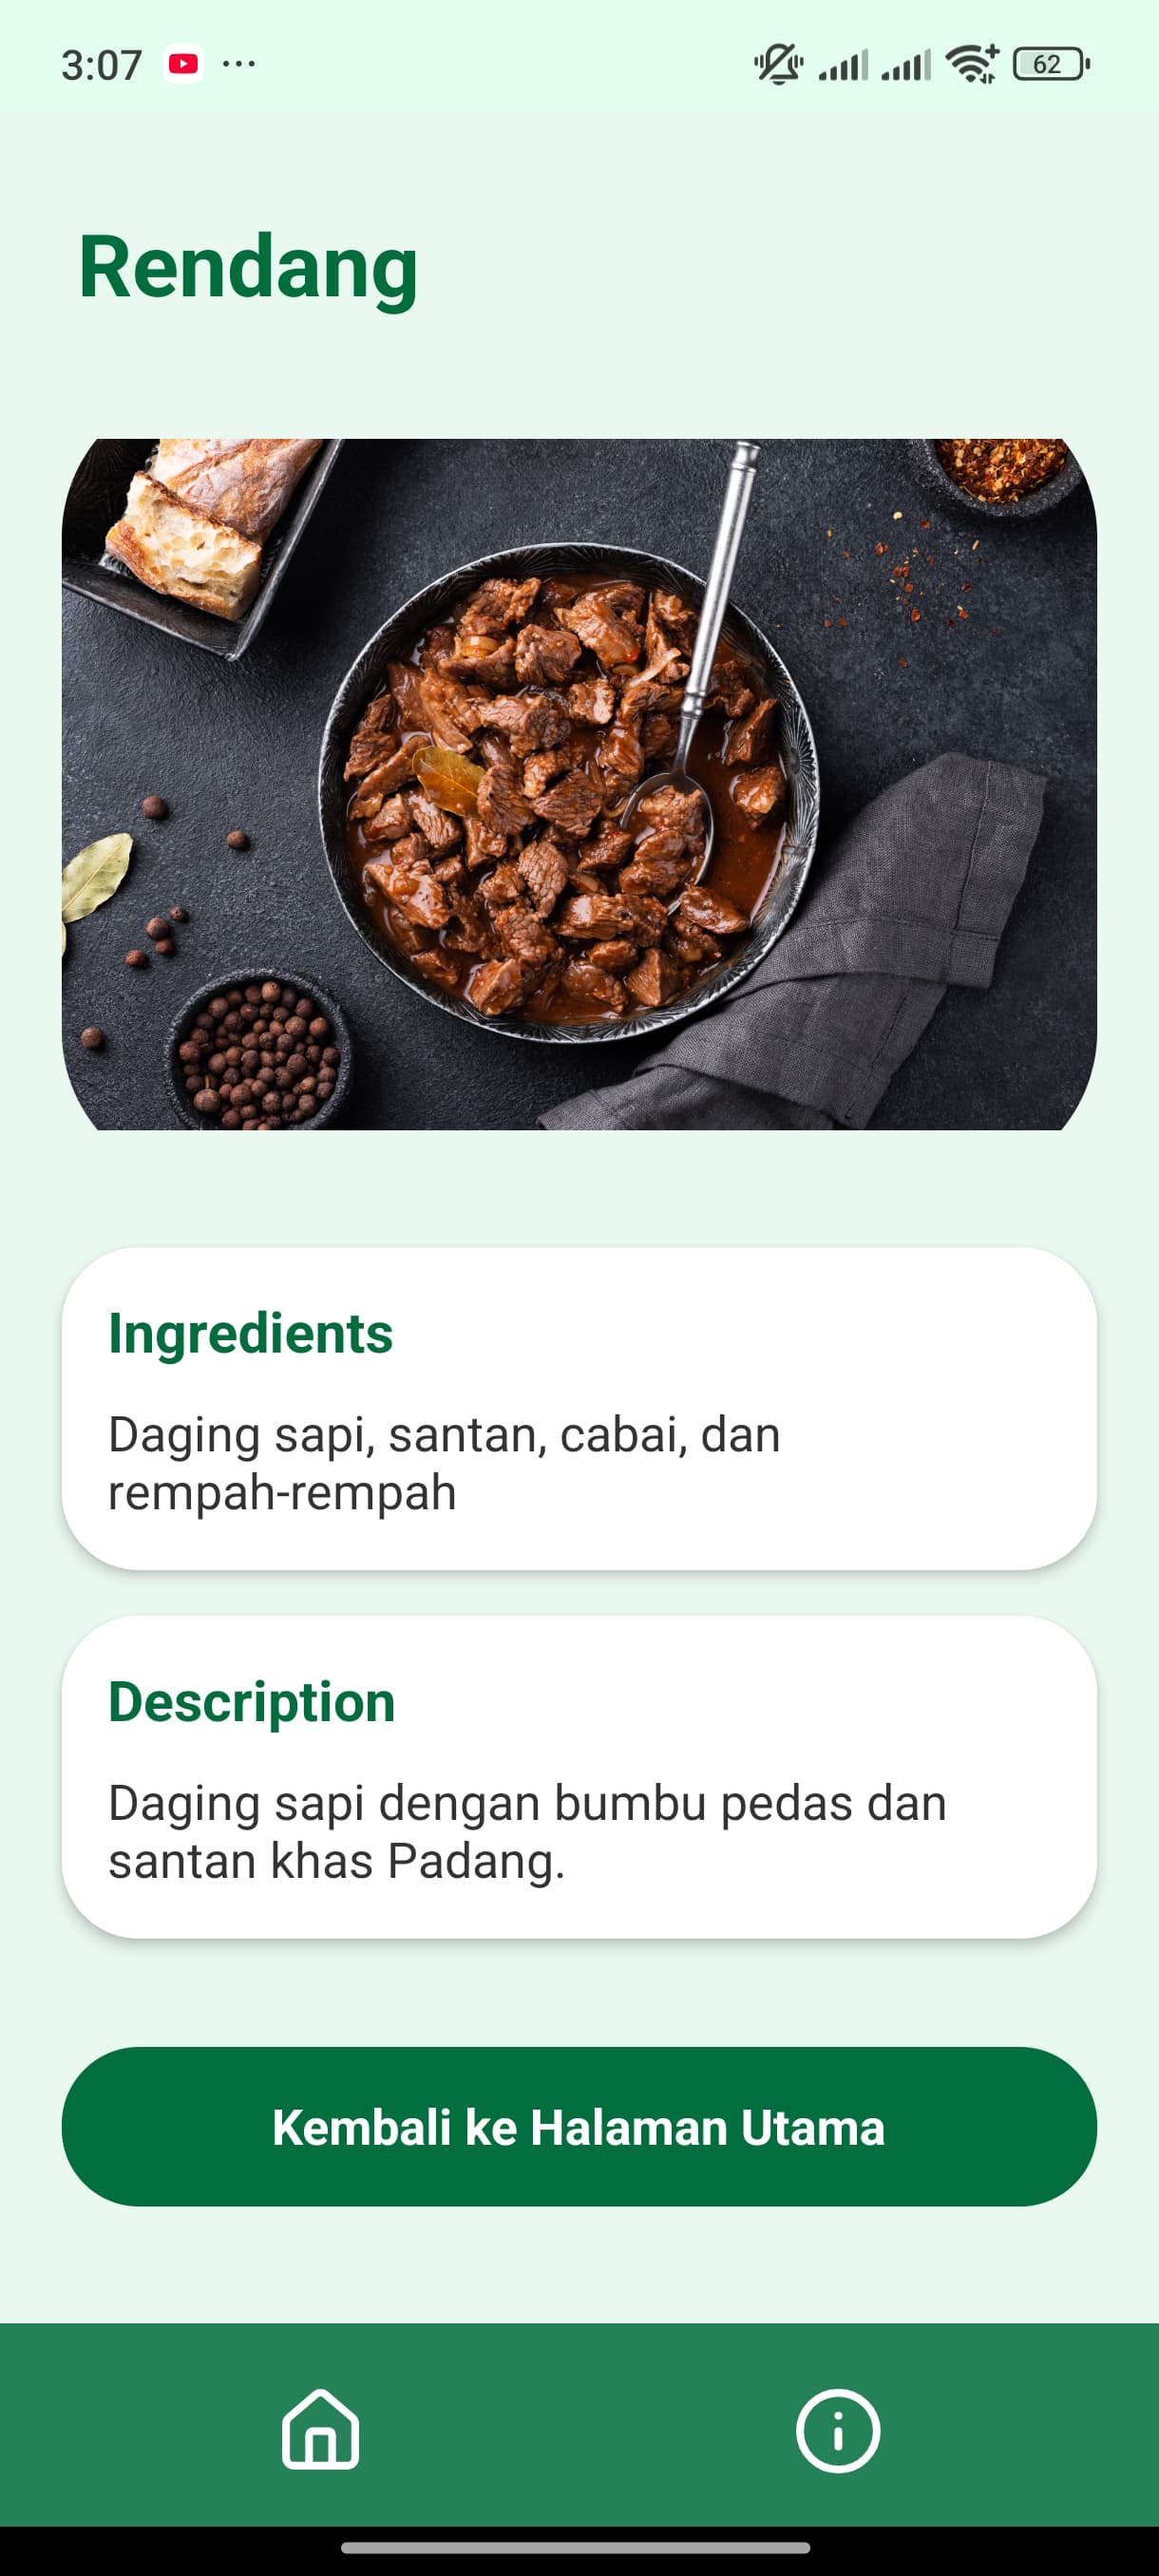 3:07
62
Rendang
Ingredients
Daging sapi, santan, cabai, dan
rempah-rempah
Description
Daging sapi dengan bumbu pedas dan
santan khas Padang.
Kembali ke Halaman Utama